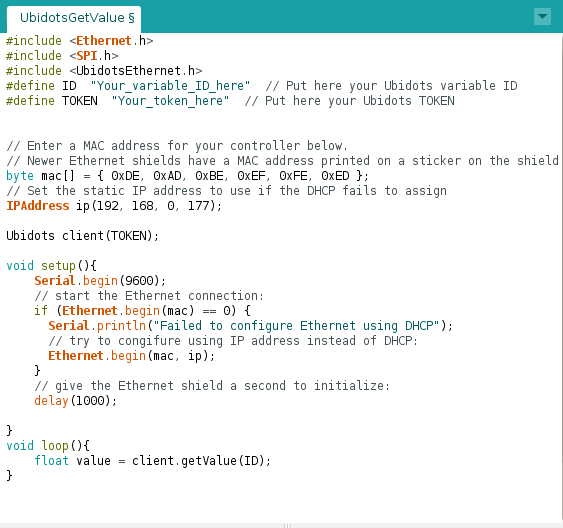 UbidotsGetValue §
#include <Ethernet.h>
#include <SPI.h>
#include <UbidotsEthernet.h>
#define ID  "Your_variable_ID_here"  // Put here your Ubidots variable ID
#define TOKEN  "Your_token_here"  // Put here your Ubidots TOKEN
// Enter a MAC address for your controller below.
// Newer Ethernet shields have a MAC address printed on a sticker on the shield
byte mac[] = { 0xDE, 0xAD, 0xBE, 0xEF, 0xFE, 0xED };
// Set the static IP address to use if the DHCP fails to assign
IPAddress ip(192, 168, 0, 177);
Ubidots client(TOKEN);
void setup(){
    Serial.begin(9600);
    // start the Ethernet connection:
    if (Ethernet.begin(mac) == 0) {
      Serial.println("Failed to configure Ethernet using DHCP");
      // try to congifure using IP address instead of DHCP:
      Ethernet.begin(mac, ip);
    }
    // give the Ethernet shield a second to initialize:
    delay(1000);
}
void loop(){
    float value = client.getValue(ID);
}